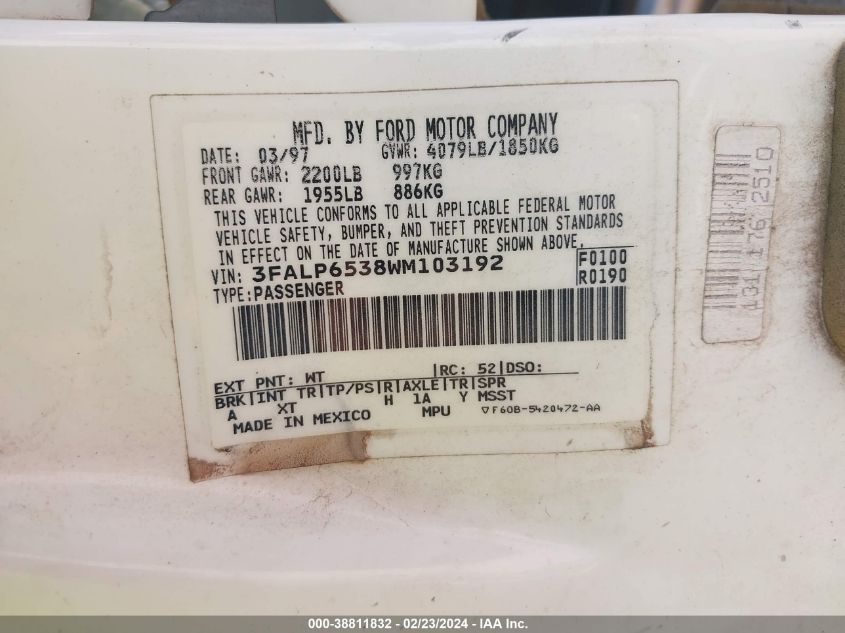 MFD. BY FORD MOTOR COMPANY
DATE: 03/97 GVWR: 4079LB/1850KG
FRONT GAWR: 2200LB 997KG
REAR GAWR: 1955LB 886KG
THIS VEHICLE CONFORMS TO ALL APPLICABLE FEDERAL MOTOR
VEHICLE SAFETY, BUMPER, AND THEFT PREVENTION STANDARDS
IN EFFECT ON THE DATE OF MANUFACTURE SHOWN ABOVE.
VIN: 3FALP6538WM103192 F0100
TYPE: PASSENGER R0190
EXT PNT: WT RC: 52 DSO:
BRK INT TR TP/PS R AXLE TR SPR
A XT H 1A Y MSST
MADE IN MEXICO MPU F60B-5420472-AA
134 176 2510
000-38811832 - 02/23/2024 - IAA Inc.